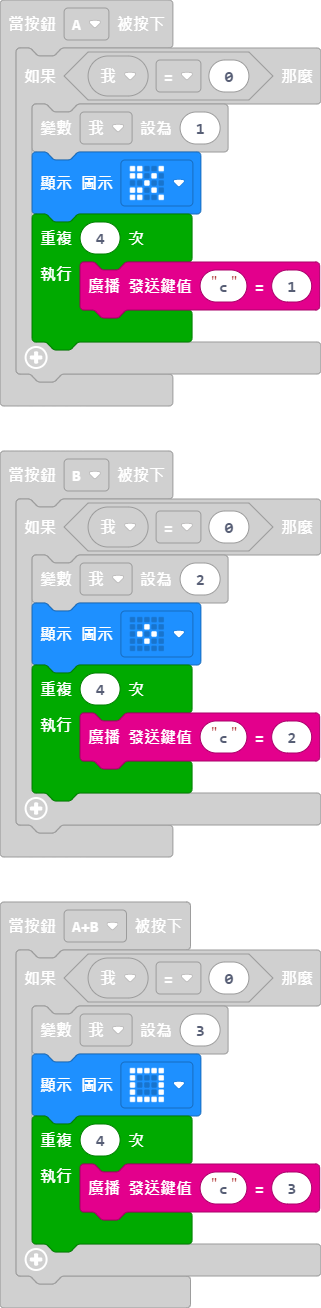 當按鈕 A 被按下
如果 我 = 0 那麼
變數 我 設為 1
顯示 圖示
重複 4 次
執行 廣播 發送鍵值 "c" = 1
當按鈕 B 被按下
如果 我 = 0 那麼
變數 我 設為 2
顯示 圖示
重複 4 次
執行 廣播 發送鍵值 "c" = 2
當按鈕 A+B 被按下
如果 我 = 0 那麼
變數 我 設為 3
顯示 圖示
重複 4 次
執行 廣播 發送鍵值 "c" = 3